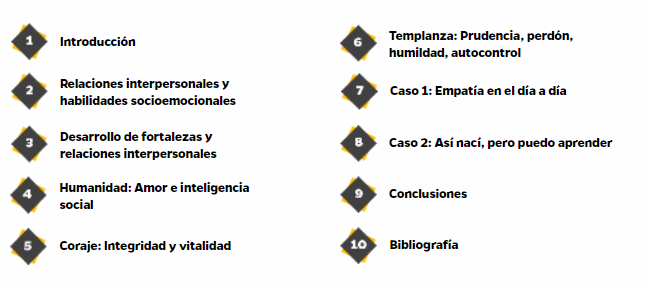 1
Introducción
2
Relaciones interpersonales y
habilidades socioemocionales
3
Desarrollo de fortalezas y
relaciones interpersonales
4
Humanidad: Amor e inteligencia
social
5
Coraje: Integridad y vitalidad
6
Templanza: Prudencia, perdón,
humildad, autocontrol
7
Caso 1: Empatía en el día a día
8
Caso 2: Así nací, pero puedo aprender
9
Conclusiones
10
Bibliografía